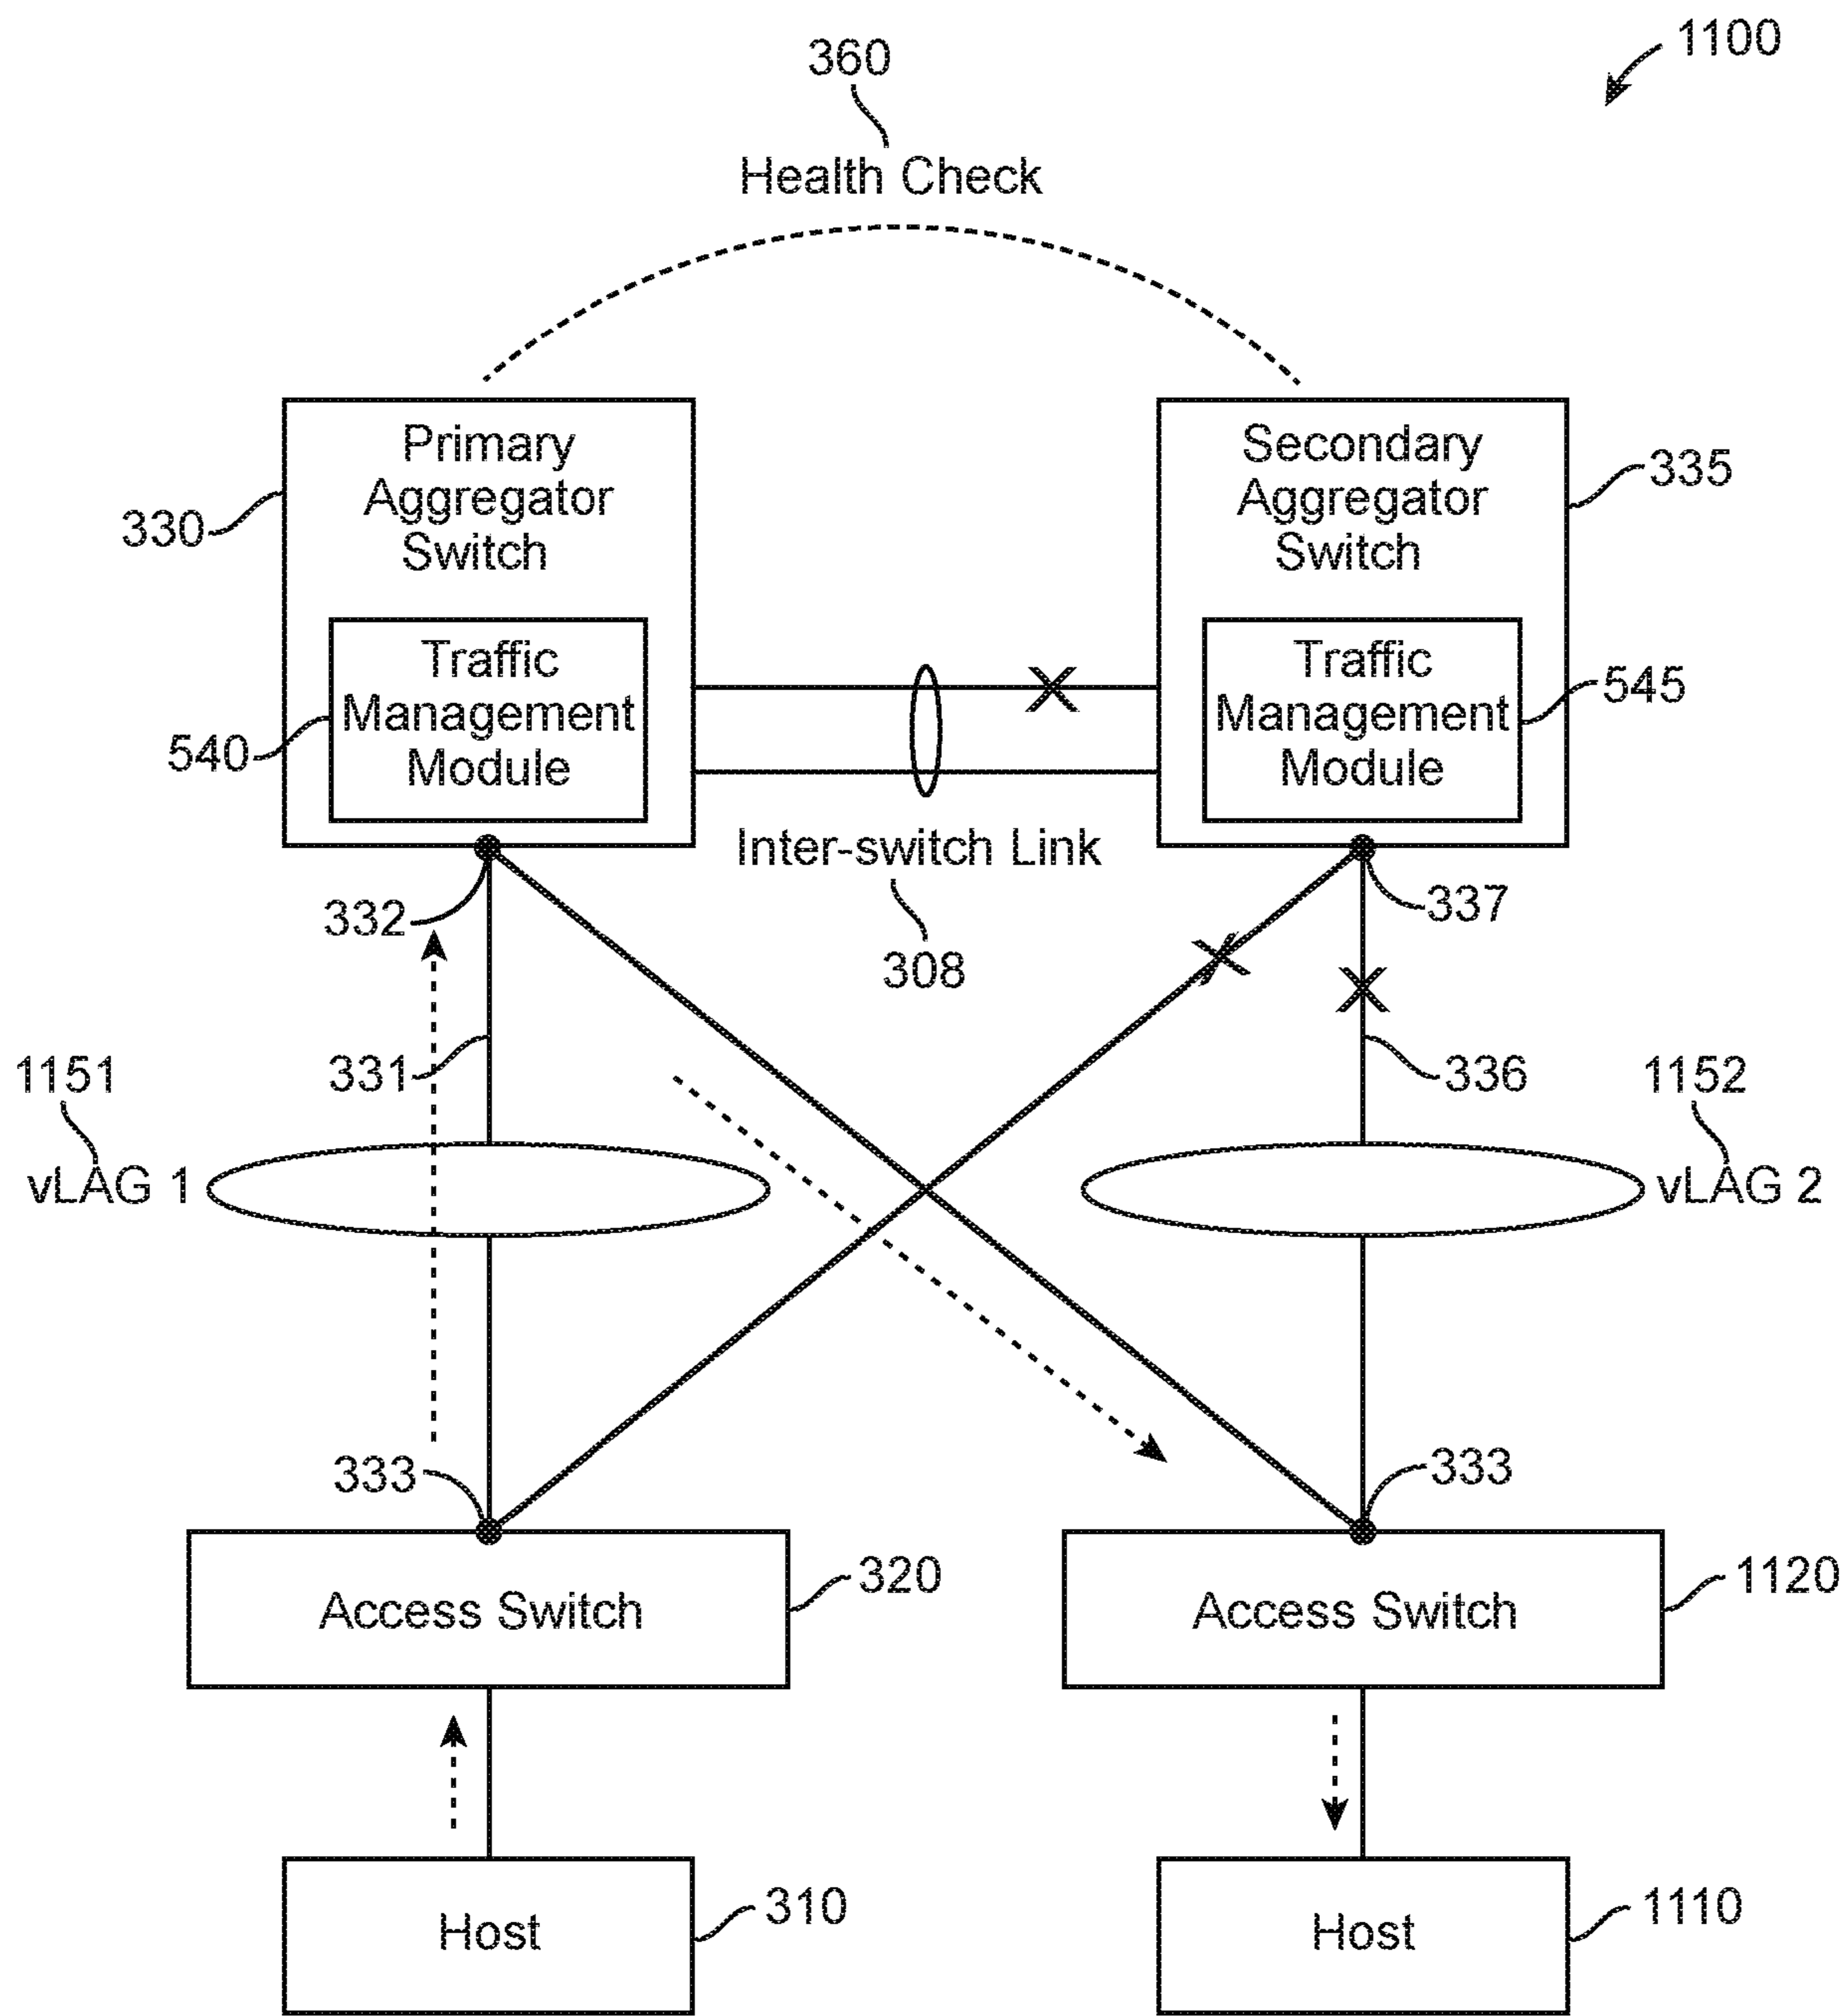 1100
360
Health Check
Primary
Aggregator
Switch
330
Secondary
Aggregator
Switch
335
Traffic
Management
Module
540
Traffic
Management
Module
545
Inter-switch Link
308
332
337
331
336
1151
vLAG 1
1152
vLAG 2
333
333
Access Switch
320
Access Switch
1120
Host
310
Host
1110